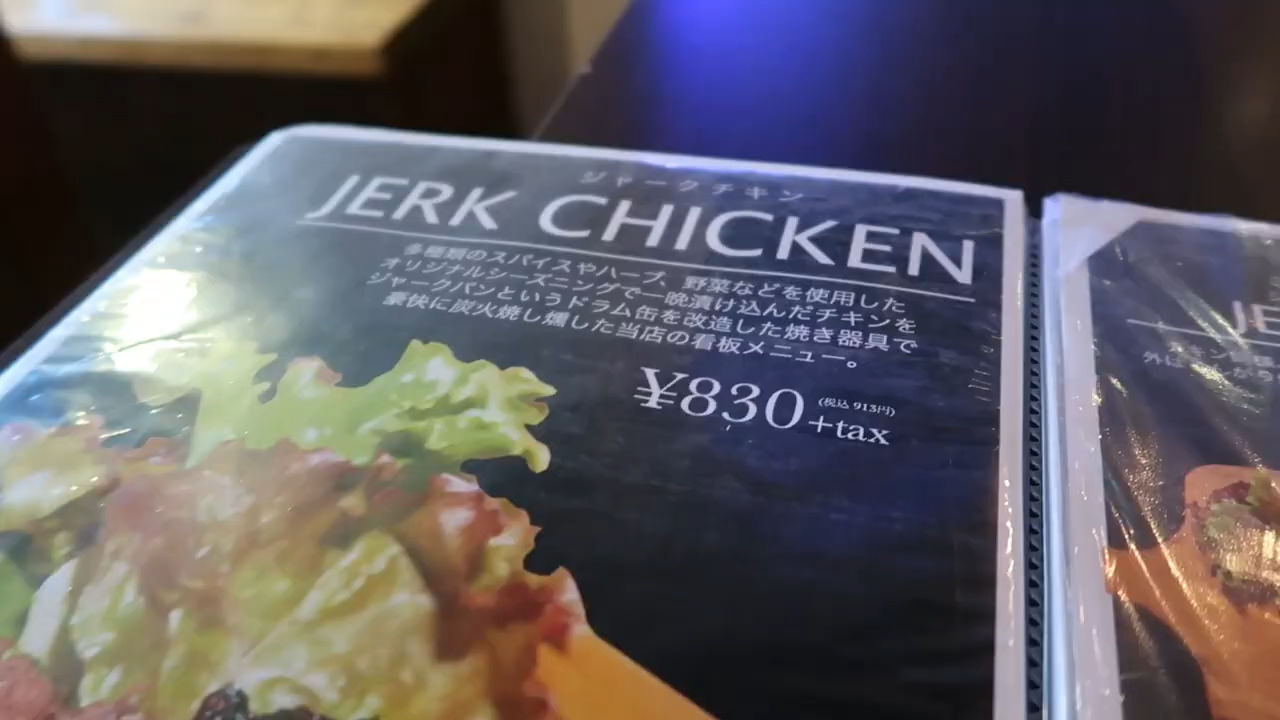 ジャークチキン
JERK CHICKEN
多種類のスパイスやハーブ、野菜などを使用した
オリジナルシーズニングで一晩漬け込んだチキンを
ジャークパンというドラム缶を改造した焼き器具で
豪快に炭火焼し燻した当店の看板メニュー。
¥830 (税込 913円) +tax
JE